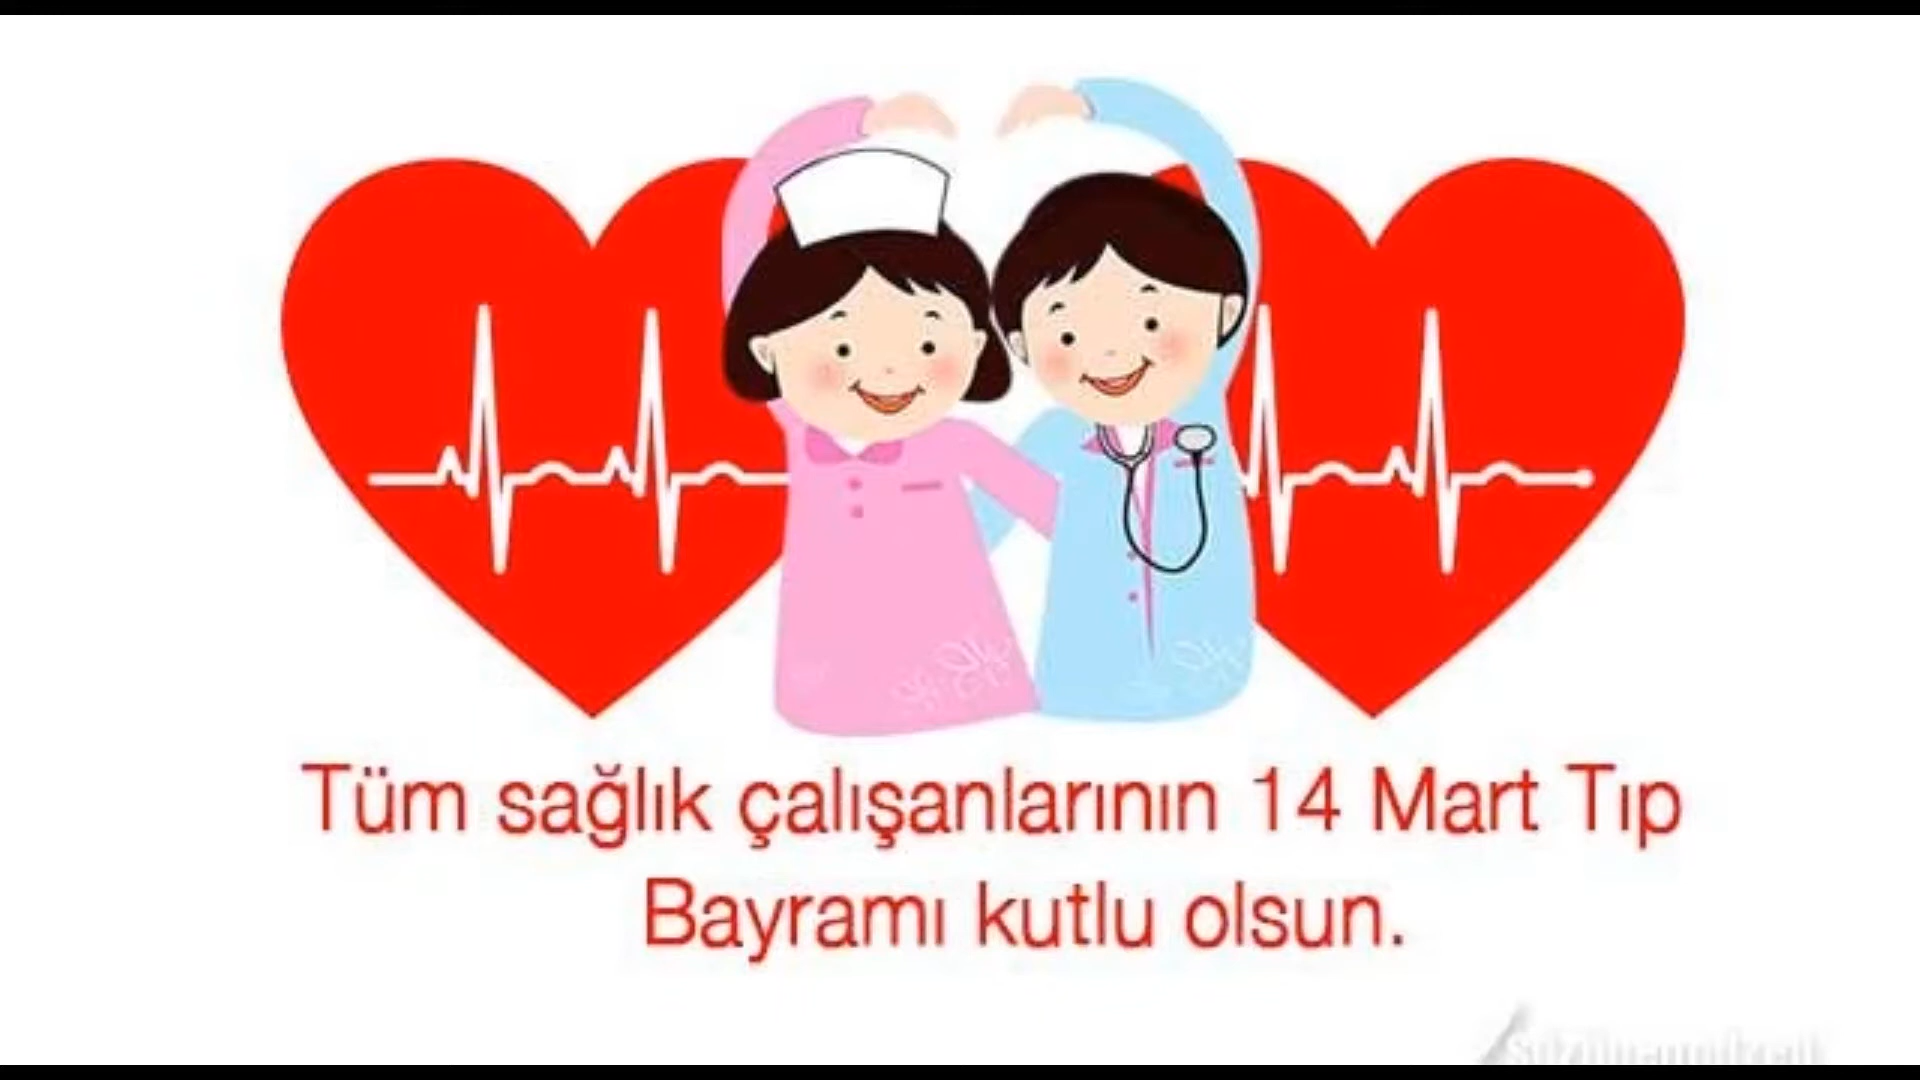 Tüm sağlık çalışanlarının 14 Mart Tıp
Bayramı kutlu olsun.